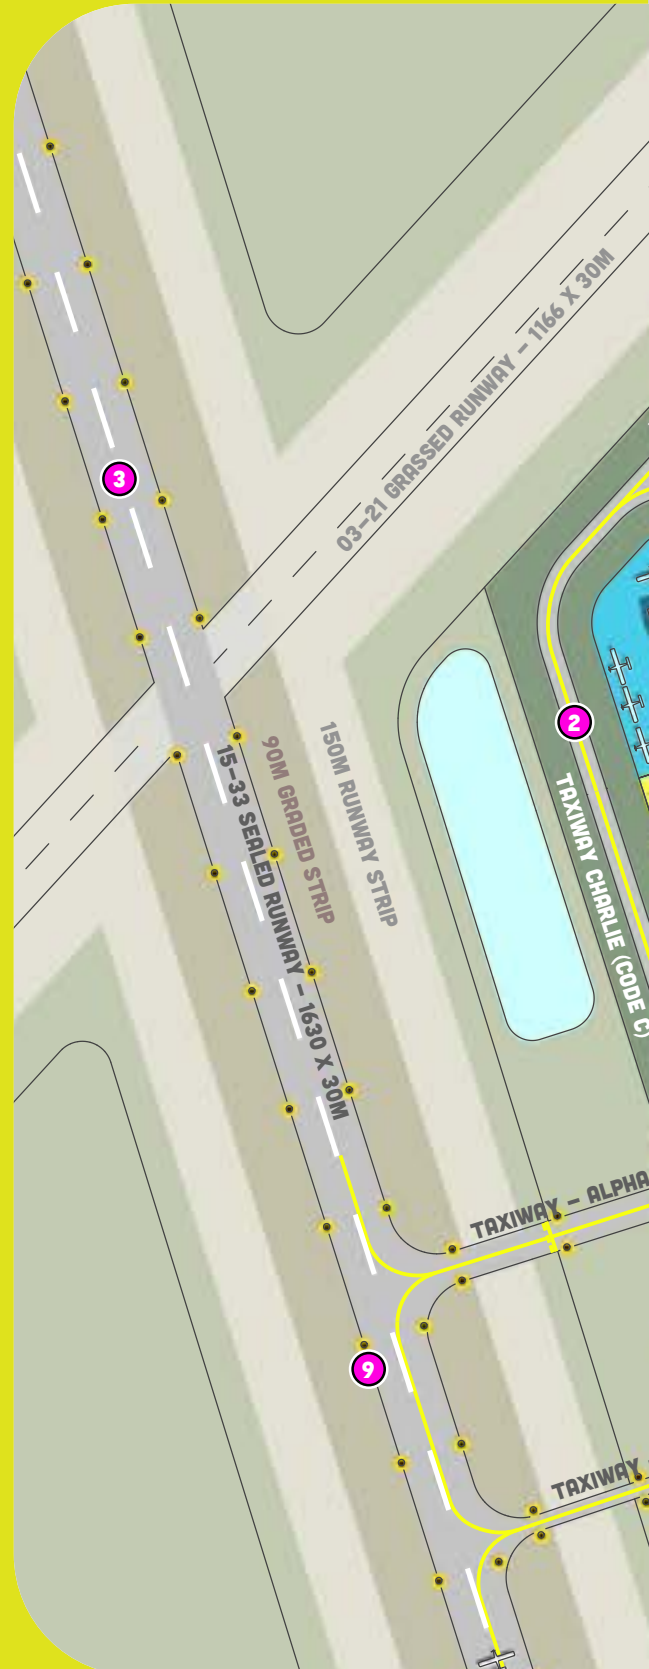 03-21 GRASSED RUNWAY - 1166 X 30M
3
2
15-33 SEALED RUNWAY - 1630 X 30M
90M GRADED STRIP
150M RUNWAY STRIP
TAXIWAY CHARLIE (CODE C)
TAXIWAY - ALPHA
9
TAXIWAY